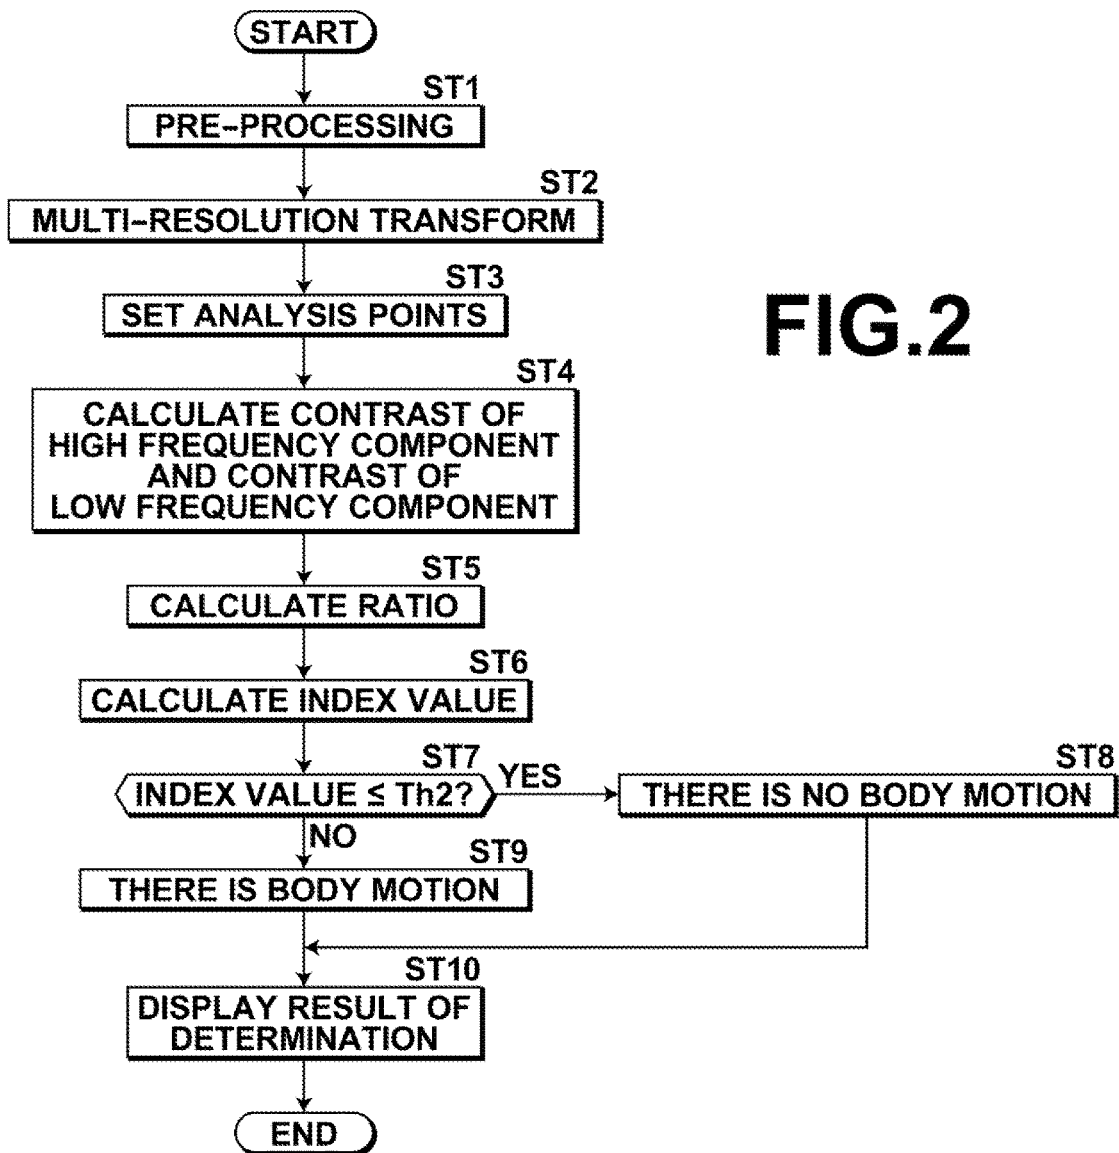 START
ST1
PRE-PROCESSING
ST2
MULTI-RESOLUTION TRANSFORM
ST3
SET ANALYSIS POINTS
FIG.2
ST4
CALCULATE CONTRAST OF
HIGH FREQUENCY COMPONENT
AND CONTRAST OF
LOW FREQUENCY COMPONENT
ST5
CALCULATE RATIO
ST6
CALCULATE INDEX VALUE
ST7
INDEX VALUE ≤ Th2?
YES
ST8
THERE IS NO BODY MOTION
NO
ST9
THERE IS BODY MOTION
ST10
DISPLAY RESULT OF
DETERMINATION
END